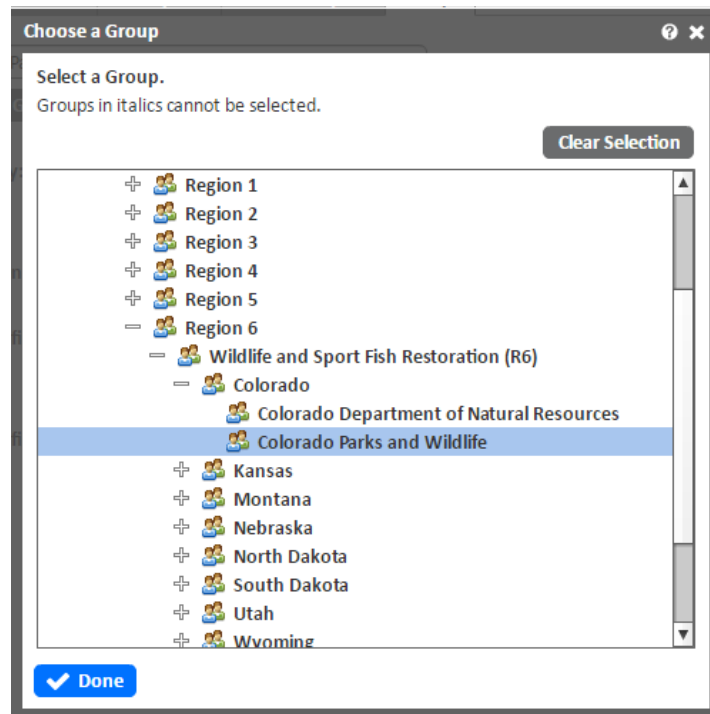 Choose a Group
Select a Group.
Groups in italics cannot be selected.
Clear Selection
Region 1
Region 2
Region 3
Region 4
Region 5
Region 6
Wildlife and Sport Fish Restoration (R6)
Colorado
Colorado Department of Natural Resources
Colorado Parks and Wildlife
Kansas
Montana
Nebraska
North Dakota
South Dakota
Utah
Wyoming
Done